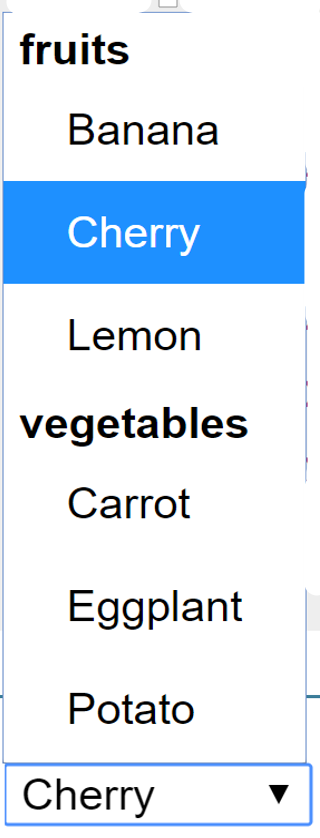 fruits
Banana
Cherry
Lemon
vegetables
Carrot
Eggplant
Potato
Cherry